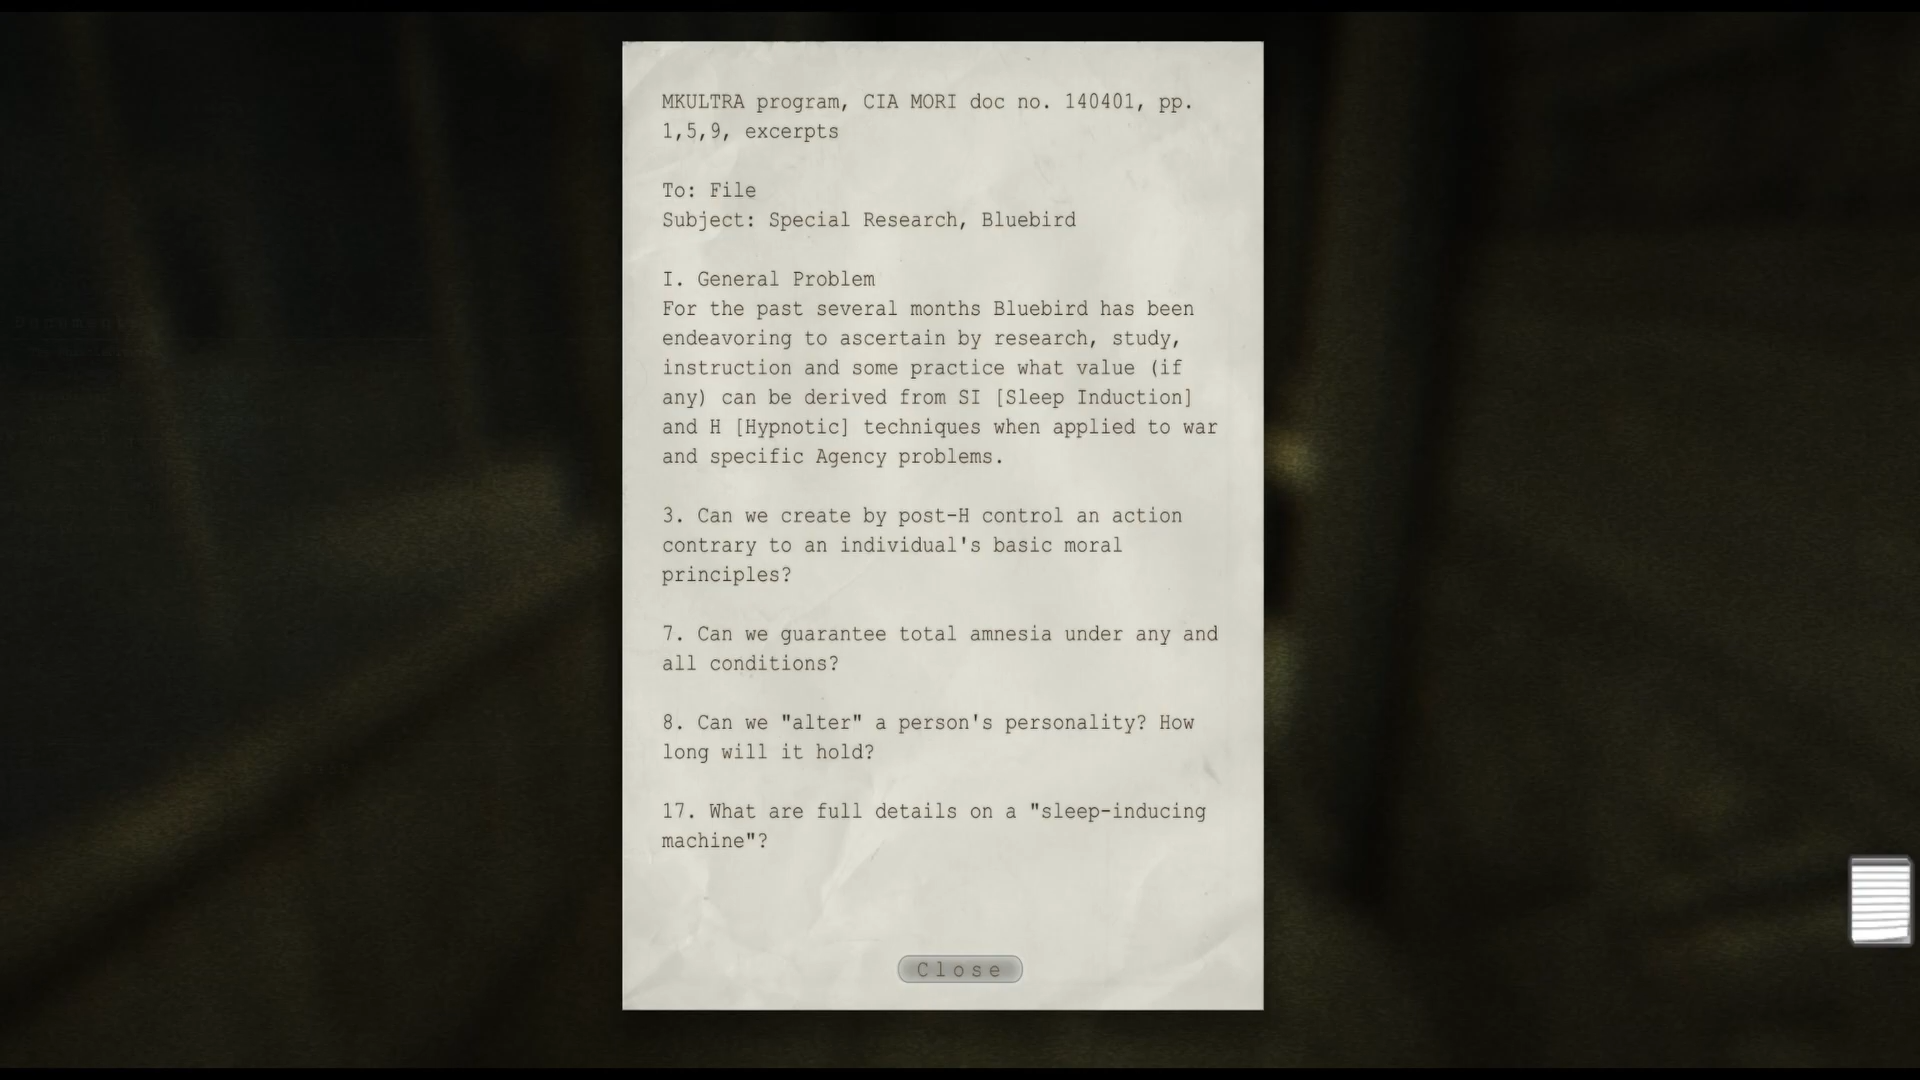 MKULTRA program, CIA MORI doc no. 140401, pp.
1,5,9, excerpts
To: File
Subject: Special Research, Bluebird
I. General Problem
For the past several months Bluebird has been
endeavoring to ascertain by research, study,
instruction and some practice what value (if
any) can be derived from SI [Sleep Induction]
and H [Hypnotic] techniques when applied to war
and specific Agency problems.
3. Can we create by post-H control an action
contrary to an individual's basic moral
principles?
7. Can we guarantee total amnesia under any and
all conditions?
8. Can we "alter" a person's personality? How
long will it hold?
17. What are full details on a "sleep-inducing
machine"?
Close